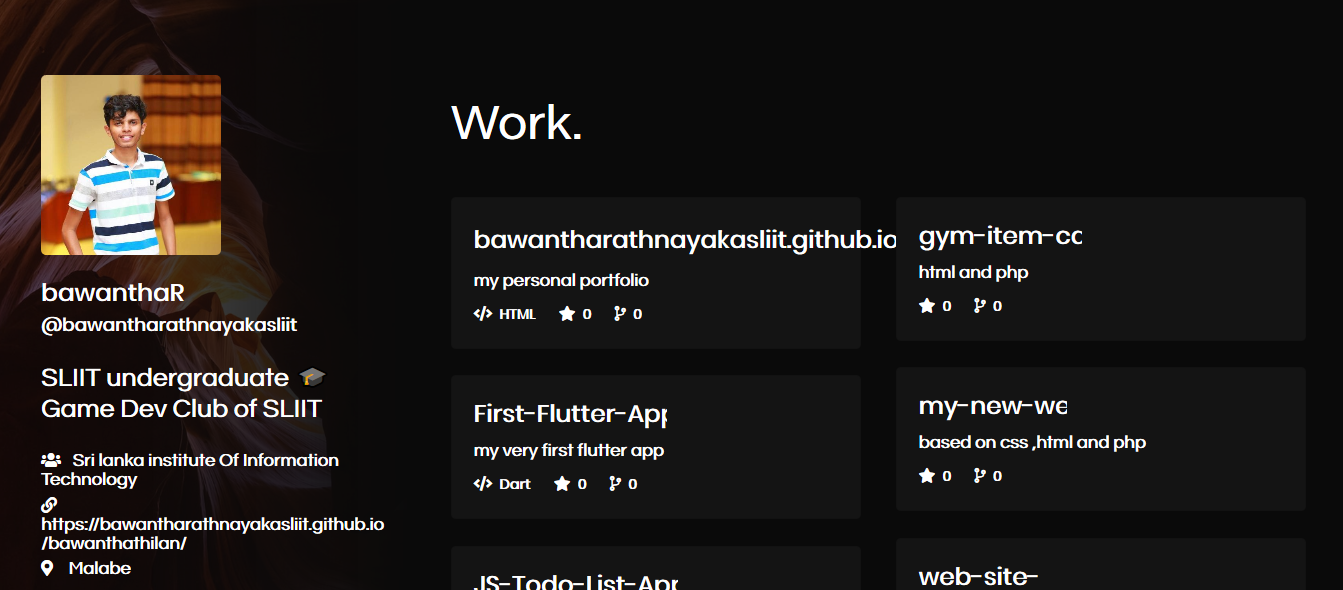 bawanthaR
@bawantharathnayakasliit
SLIIT undergraduate 🎓
Game Dev Club of SLIIT
Sri lanka institute Of Information
Technology
https://bawantharathnayakasliit.github.io
/bawanthathilan/
Malabe
Work.
bawantharathnayakasliit.github.io
my personal portfolio
HTML 0 0
First-Flutter-App
my very first flutter app
Dart 0 0
JS-Todo-List-App
gym-item-co
html and php
0 0
my-new-we
based on css ,html and php
0 0
web-site-